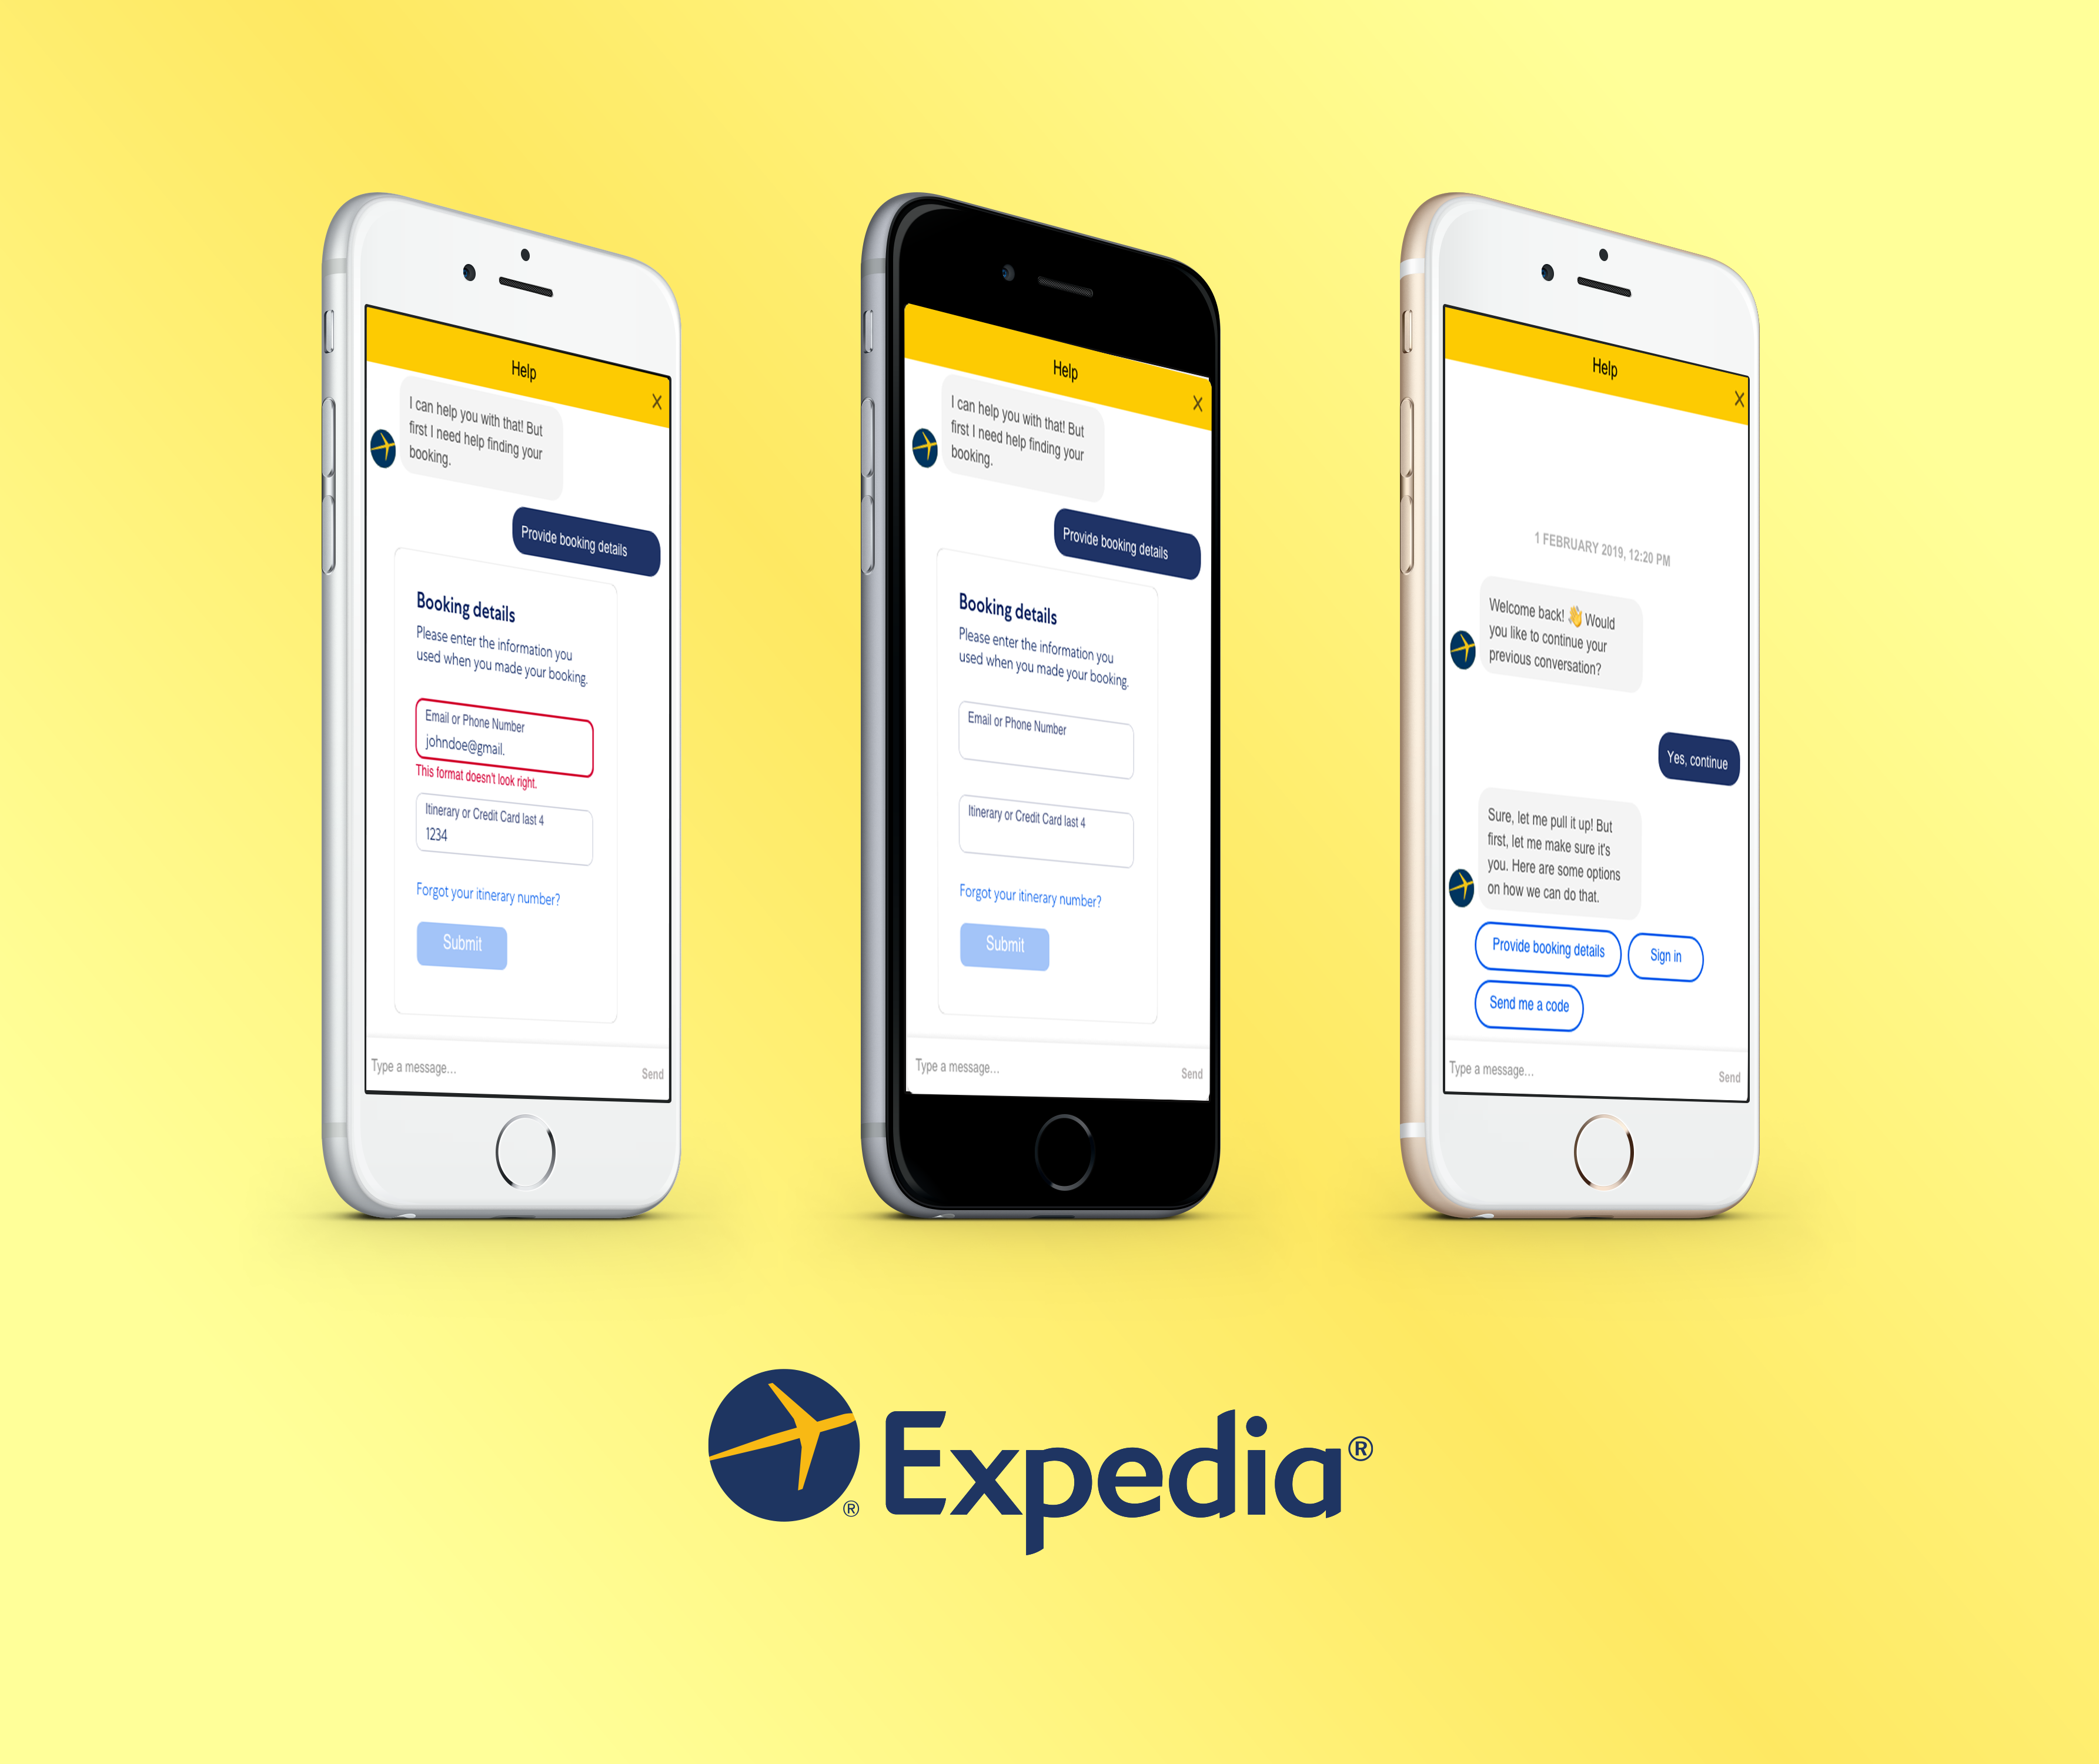 Help
X
I can help you with that! But
first I need help finding your
booking.
Provide booking details
Booking details
Please enter the information you
used when you made your booking.
Email or Phone Number
johndoe@gmail.
This format doesn't look right.
Itinerary or Credit Card last 4
1234
Forgot your itinerary number?
Submit
Type a message...
Send
Help
X
I can help you with that! But
first I need help finding your
booking.
Provide booking details
Booking details
Please enter the information you
used when you made your booking.
Email or Phone Number
Itinerary or Credit Card last 4
Forgot your itinerary number?
Submit
Type a message...
Send
Help
X
1 FEBRUARY 2019, 12:20 PM
Welcome back! 👋 Would
you like to continue your
previous conversation?
Yes, continue
Sure, let me pull it up! But
first, let me make sure it's
you. Here are some options
on how we can do that.
Provide booking details
Sign in
Send me a code
Type a message...
Send
® Expedia®